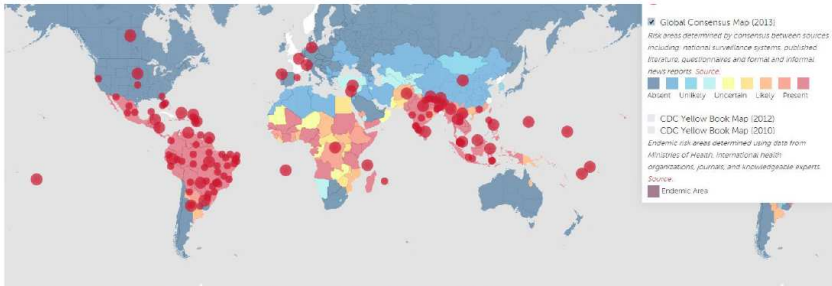 Global Consensus Map (2013)
Risk areas determined by consensus between sources
including: national surveillance systems, published
literature, questionnaires and formal and informal
news reports. Source:
Absent Unlikely Uncertain Likely Present
CDC Yellow Book Map (2012)
CDC Yellow Book Map (2010)
Endemic risk areas determined using data from
Ministries of Health, international health
organizations, journals, and knowledgeable experts.
Source:
Endemic Area